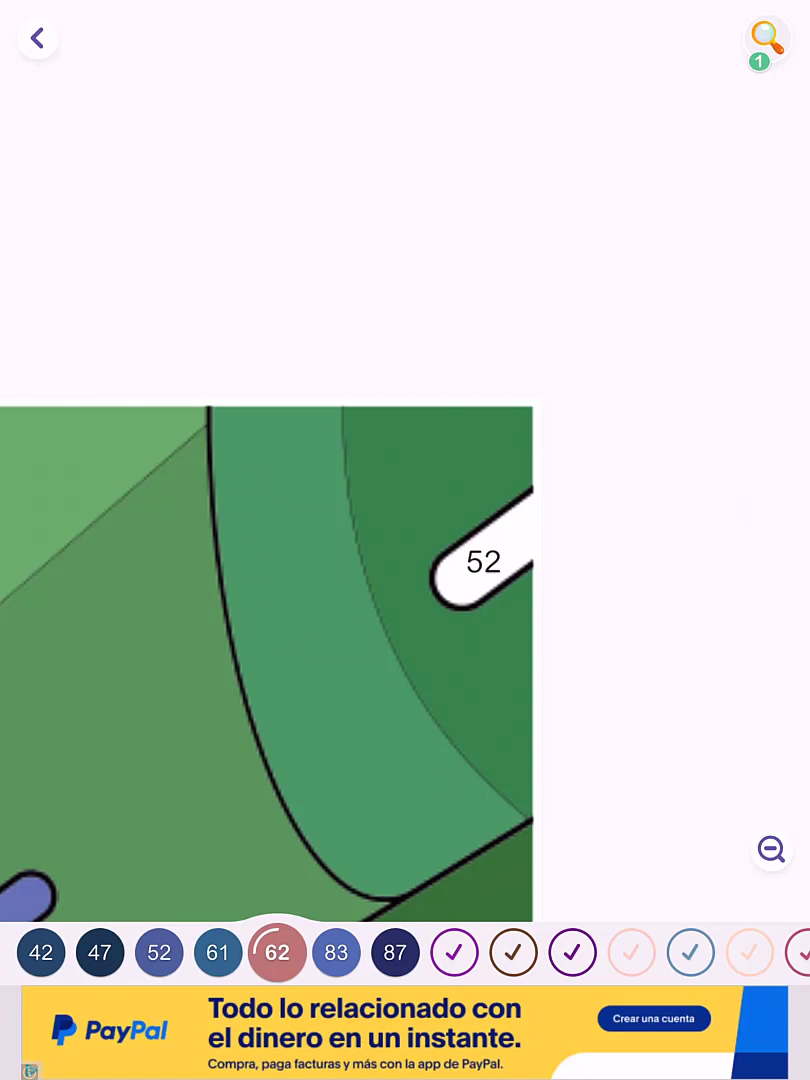 1
52
42 47 52 61 62 83 87
PayPal
Todo lo relacionado con
el dinero en un instante.
Compra, paga facturas y más con la app de PayPal.
Crear una cuenta